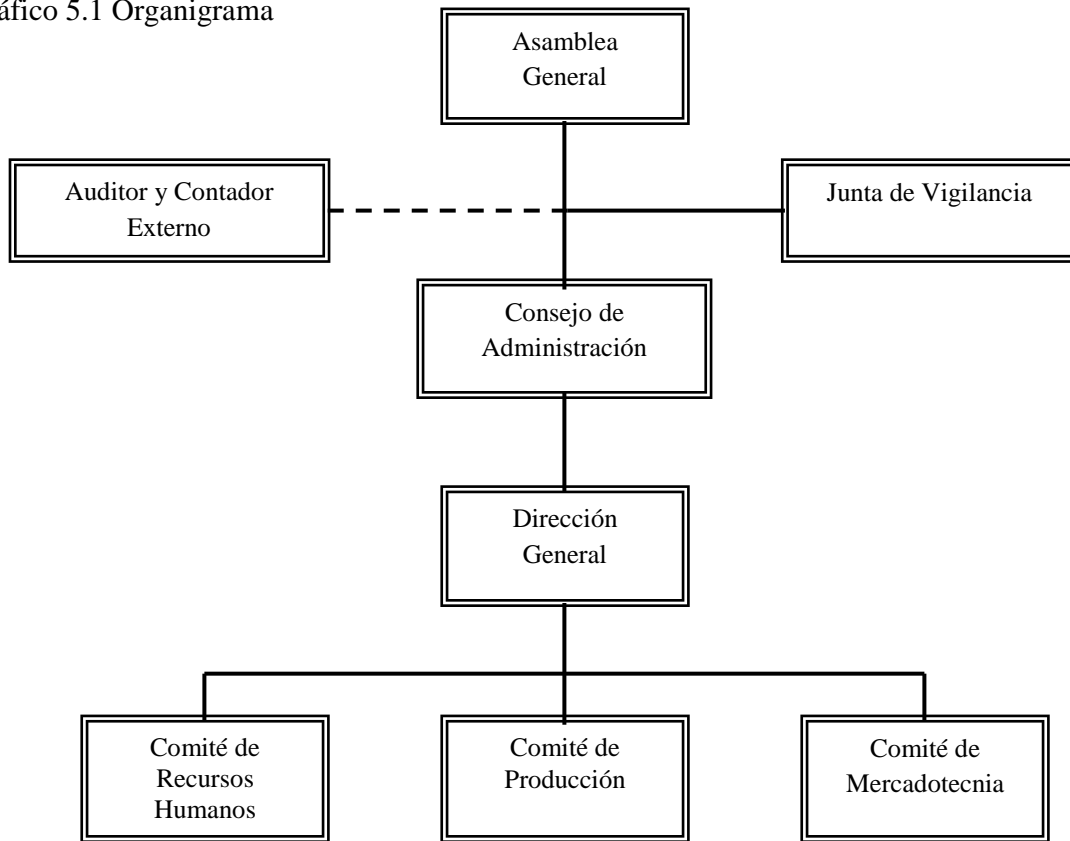 áfico 5.1 Organigrama
Asamblea
General
Auditor y Contador
Externo
Junta de Vigilancia
Consejo de
Administración
Dirección
General
Comité de
Recursos
Humanos
Comité de
Producción
Comité de
Mercadotecnia